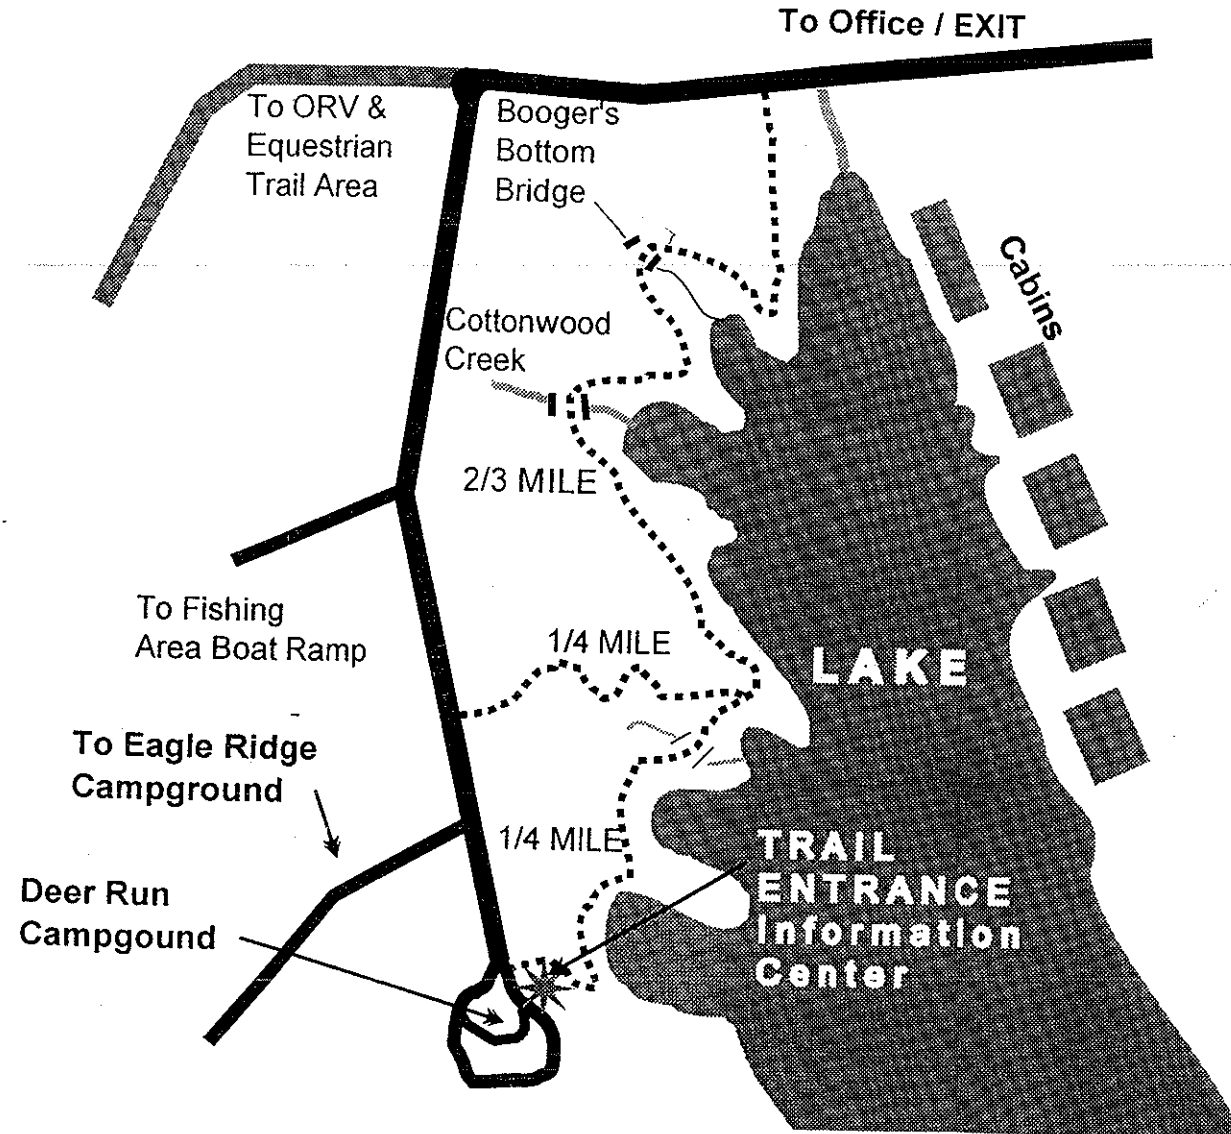 To Office / EXIT
To ORV &
Equestrian
Trail Area
Booger's
Bottom
Bridge
Cabins
Cottonwood
Creek
2/3 MILE
To Fishing
Area Boat Ramp
1/4 MILE
LAKE
To Eagle Ridge
Campground
1/4 MILE
TRAIL
ENTRANCE
Information
Center
Deer Run
Campgound